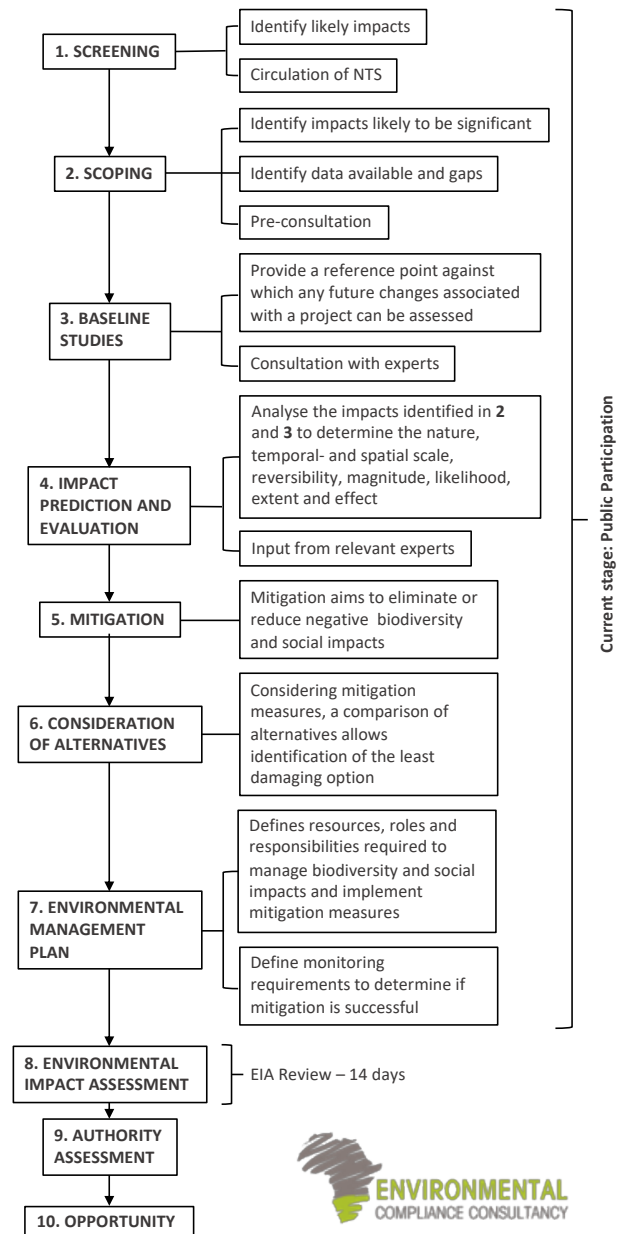 1. SCREENING
Identify likely impacts
Circulation of NTS
2. SCOPING
Identify impacts likely to be significant
Identify data available and gaps
Pre-consultation
3. BASELINE
STUDIES
Provide a reference point against
which any future changes associated
with a project can be assessed
Consultation with experts
4. IMPACT
PREDICTION AND
EVALUATION
Analyse the impacts identified in 2
and 3 to determine the nature,
temporal- and spatial scale,
reversibility, magnitude, likelihood,
extent and effect
Input from relevant experts
5. MITIGATION
Mitigation aims to eliminate or
reduce negative biodiversity
and social impacts
6. CONSIDERATION
OF ALTERNATIVES
Considering mitigation
measures, a comparison of
alternatives allows
identification of the least
damaging option
7. ENVIRONMENTAL
MANAGEMENT
PLAN
Defines resources, roles and
responsibilities required to
manage biodiversity and social
impacts and implement
mitigation measures
Define monitoring
requirements to determine if
mitigation is successful
Current stage: Public Participation
8. ENVIRONMENTAL
IMPACT ASSESSMENT
EIA Review – 14 days
9. AUTHORITY
ASSESSMENT
10. OPPORTUNITY
ENVIRONMENTAL
COMPLIANCE CONSULTANCY